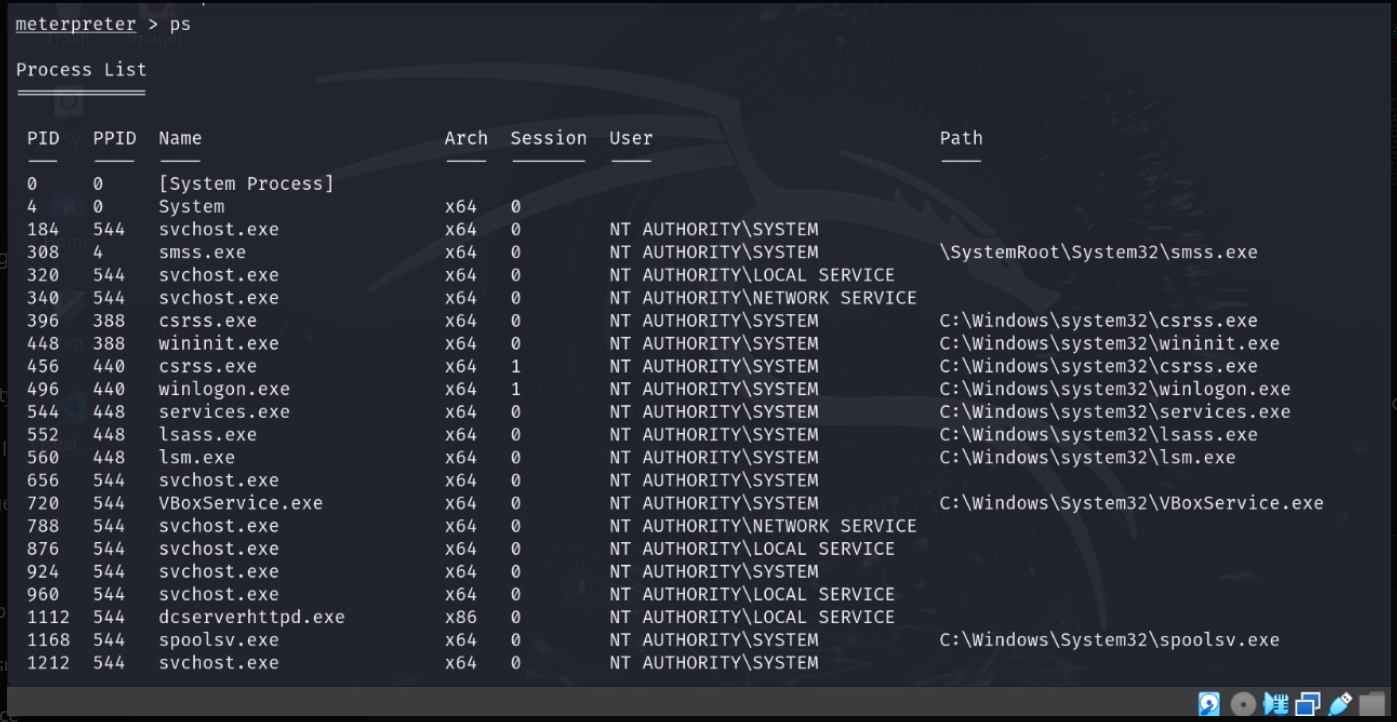 meterpreter > ps
Process List
PID PPID Name Arch Session User Path
0 0 [System Process]
4 0 System x64 0
184 544 svchost.exe x64 0 NT AUTHORITY\SYSTEM
308 4 smss.exe x64 0 NT AUTHORITY\SYSTEM \SystemRoot\System32\smss.exe
320 544 svchost.exe x64 0 NT AUTHORITY\LOCAL SERVICE
340 544 svchost.exe x64 0 NT AUTHORITY\NETWORK SERVICE
396 388 csrss.exe x64 0 NT AUTHORITY\SYSTEM C:\Windows\system32\csrss.exe
448 388 wininit.exe x64 0 NT AUTHORITY\SYSTEM C:\Windows\system32\wininit.exe
456 440 csrss.exe x64 1 NT AUTHORITY\SYSTEM C:\Windows\system32\csrss.exe
496 440 winlogon.exe x64 1 NT AUTHORITY\SYSTEM C:\Windows\system32\winlogon.exe
544 448 services.exe x64 0 NT AUTHORITY\SYSTEM C:\Windows\system32\services.exe
552 448 lsass.exe x64 0 NT AUTHORITY\SYSTEM C:\Windows\system32\lsass.exe
560 448 lsm.exe x64 0 NT AUTHORITY\SYSTEM C:\Windows\system32\lsm.exe
656 544 svchost.exe x64 0 NT AUTHORITY\SYSTEM
720 544 VBoxService.exe x64 0 NT AUTHORITY\SYSTEM C:\Windows\System32\VBoxService.exe
788 544 svchost.exe x64 0 NT AUTHORITY\NETWORK SERVICE
876 544 svchost.exe x64 0 NT AUTHORITY\LOCAL SERVICE
924 544 svchost.exe x64 0 NT AUTHORITY\SYSTEM
960 544 svchost.exe x64 0 NT AUTHORITY\LOCAL SERVICE
1112 544 dcserverhttpd.exe x86 0 NT AUTHORITY\LOCAL SERVICE
1168 544 spoolsv.exe x64 0 NT AUTHORITY\SYSTEM C:\Windows\System32\spoolsv.exe
1212 544 svchost.exe x64 0 NT AUTHORITY\SYSTEM